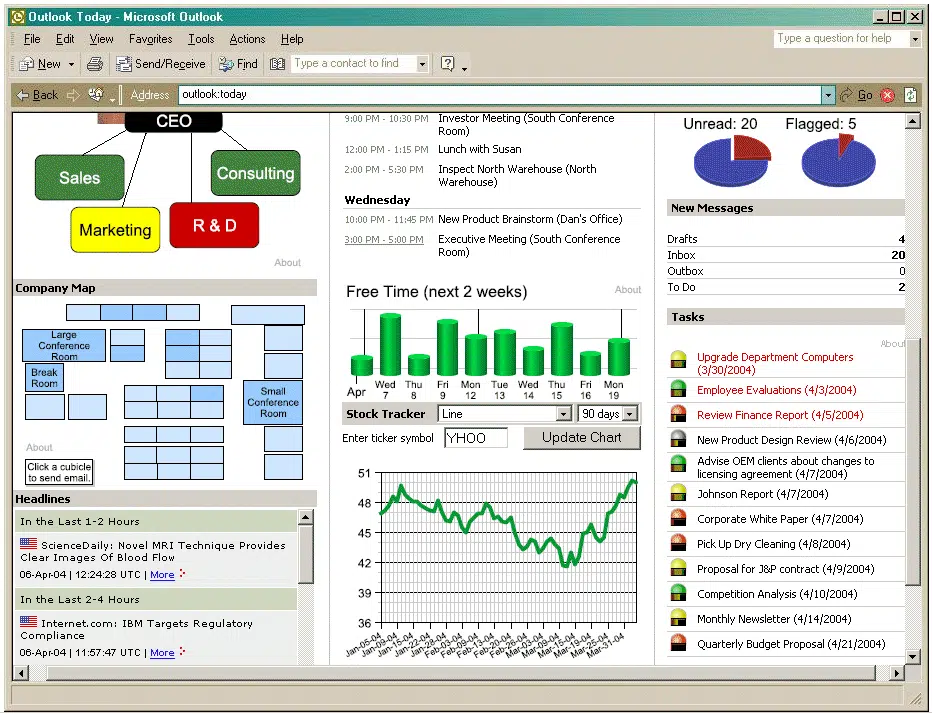 Outlook Today - Microsoft Outlook
File Edit View Favorites Tools Actions Help
Type a question for help
New Send/Receive Find Type a contact to find
Back Address outlook:today Go
CEO
Sales
Consulting
Marketing
R & D
About
Company Map
Large
Conference
Room
Break
Room
Small
Conference
Room
About
Click a cubicle
to send email.
Headlines
In the Last 1-2 Hours
ScienceDaily: Novel MRI Technique Provides
Clear Images Of Blood Flow
06-Apr-04 | 12:24:28 UTC | More
In the Last 2-4 Hours
Internet.com: IBM Targets Regulatory
Compliance
06-Apr-04 | 11:57:47 UTC | More
9:00 PM - 10:30 PM Investor Meeting (South Conference
Room)
12:00 PM - 1:15 PM Lunch with Susan
2:00 PM - 5:30 PM Inspect North Warehouse (North
Warehouse)
Wednesday
10:00 PM - 11:45 PM New Product Brainstorm (Dan's Office)
3:00 PM - 5:00 PM Executive Meeting (South Conference
Room)
Free Time (next 2 weeks)
About
Apr Wed Thu Fri Mon Tue Wed Thu Fri Mon
7 8 9 12 13 14 15 16 19
Stock Tracker Line 90 days
Enter ticker symbol YHOO Update Chart
51
48
45
42
39
36
Jan-05-04 Jan-09-04 Jan-15-04 Jan-22-04 Jan-28-04 Feb-03-04 Feb-09-04 Feb-13-04 Feb-20-04 Feb-26-04 Mar-03-04 Mar-09-04 Mar-15-04 Mar-19-04 Mar-25-04 Mar-31-04
Unread: 20 Flagged: 5
New Messages
Drafts 4
Inbox 20
Outbox 0
To Do 2
Tasks
About
Upgrade Department Computers
(3/30/2004)
Employee Evaluations (4/3/2004)
Review Finance Report (4/5/2004)
New Product Design Review (4/6/2004)
Advise OEM clients about changes to
licensing agreement (4/7/2004)
Johnson Report (4/7/2004)
Corporate White Paper (4/7/2004)
Pick Up Dry Cleaning (4/8/2004)
Proposal for J&P contract (4/9/2004)
Competition Analysis (4/10/2004)
Monthly Newsletter (4/14/2004)
Quarterly Budget Proposal (4/21/2004)